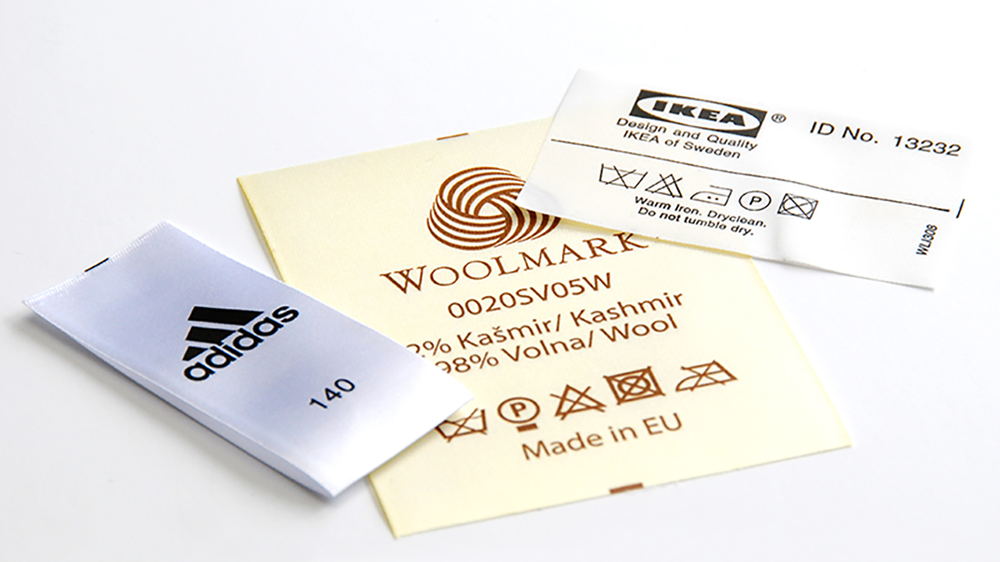 adidas
140
WOOLMARK
0020SV05W
2% Kašmir/ Kashmir
98% Volna/ Wool
P
Made in EU
IKEA ®
Design and Quality
IKEA of Sweden
ID No. 13232
P
Warm Iron. Dryclean.
Do not tumble dry.
WLI308